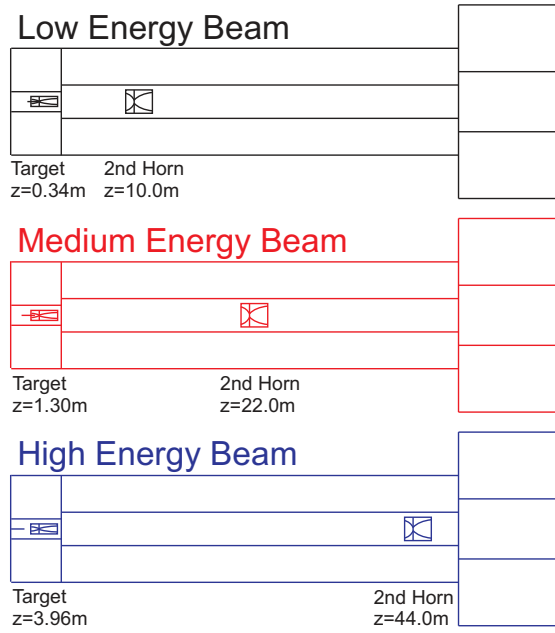 Low Energy Beam
Target 2nd Horn
z=0.34m z=10.0m
Medium Energy Beam
Target 2nd Horn
z=1.30m z=22.0m
High Energy Beam
Target 2nd Horn
z=3.96m z=44.0m